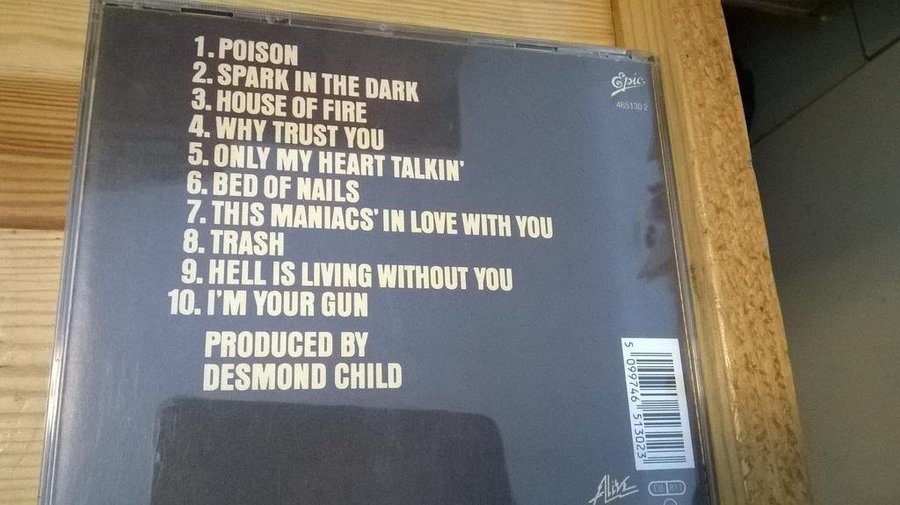 1. POISON
2. SPARK IN THE DARK
3. HOUSE OF FIRE
4. WHY TRUST YOU
5. ONLY MY HEART TALKIN'
6. BED OF NAILS
7. THIS MANIACS' IN LOVE WITH YOU
8. TRASH
9. HELL IS LIVING WITHOUT YOU
10. I'M YOUR GUN
PRODUCED BY
DESMOND CHILD
Epic
465130 2
5 099746 513023
Alive